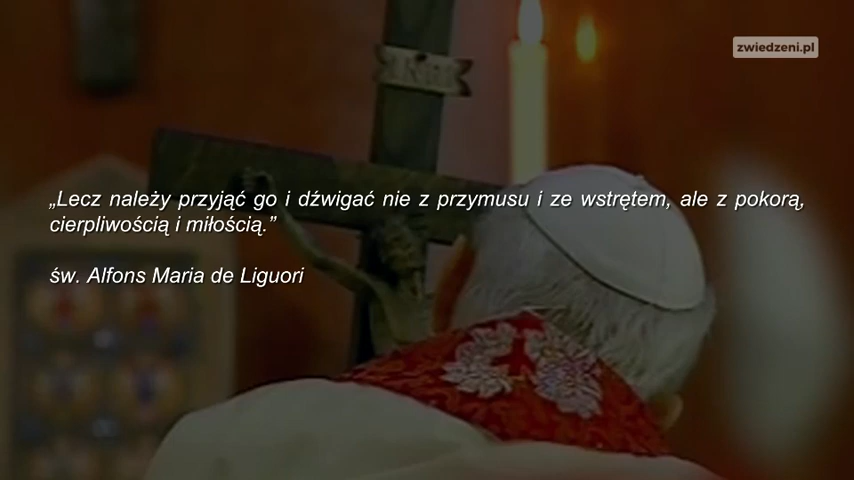 zwiedzeni.pl
INRI
„Lecz należy przyjąć go i dźwigać nie z przymusu i ze wstrętem, ale z pokorą,
cierpliwością i miłością.”
św. Alfons Maria de Liguori